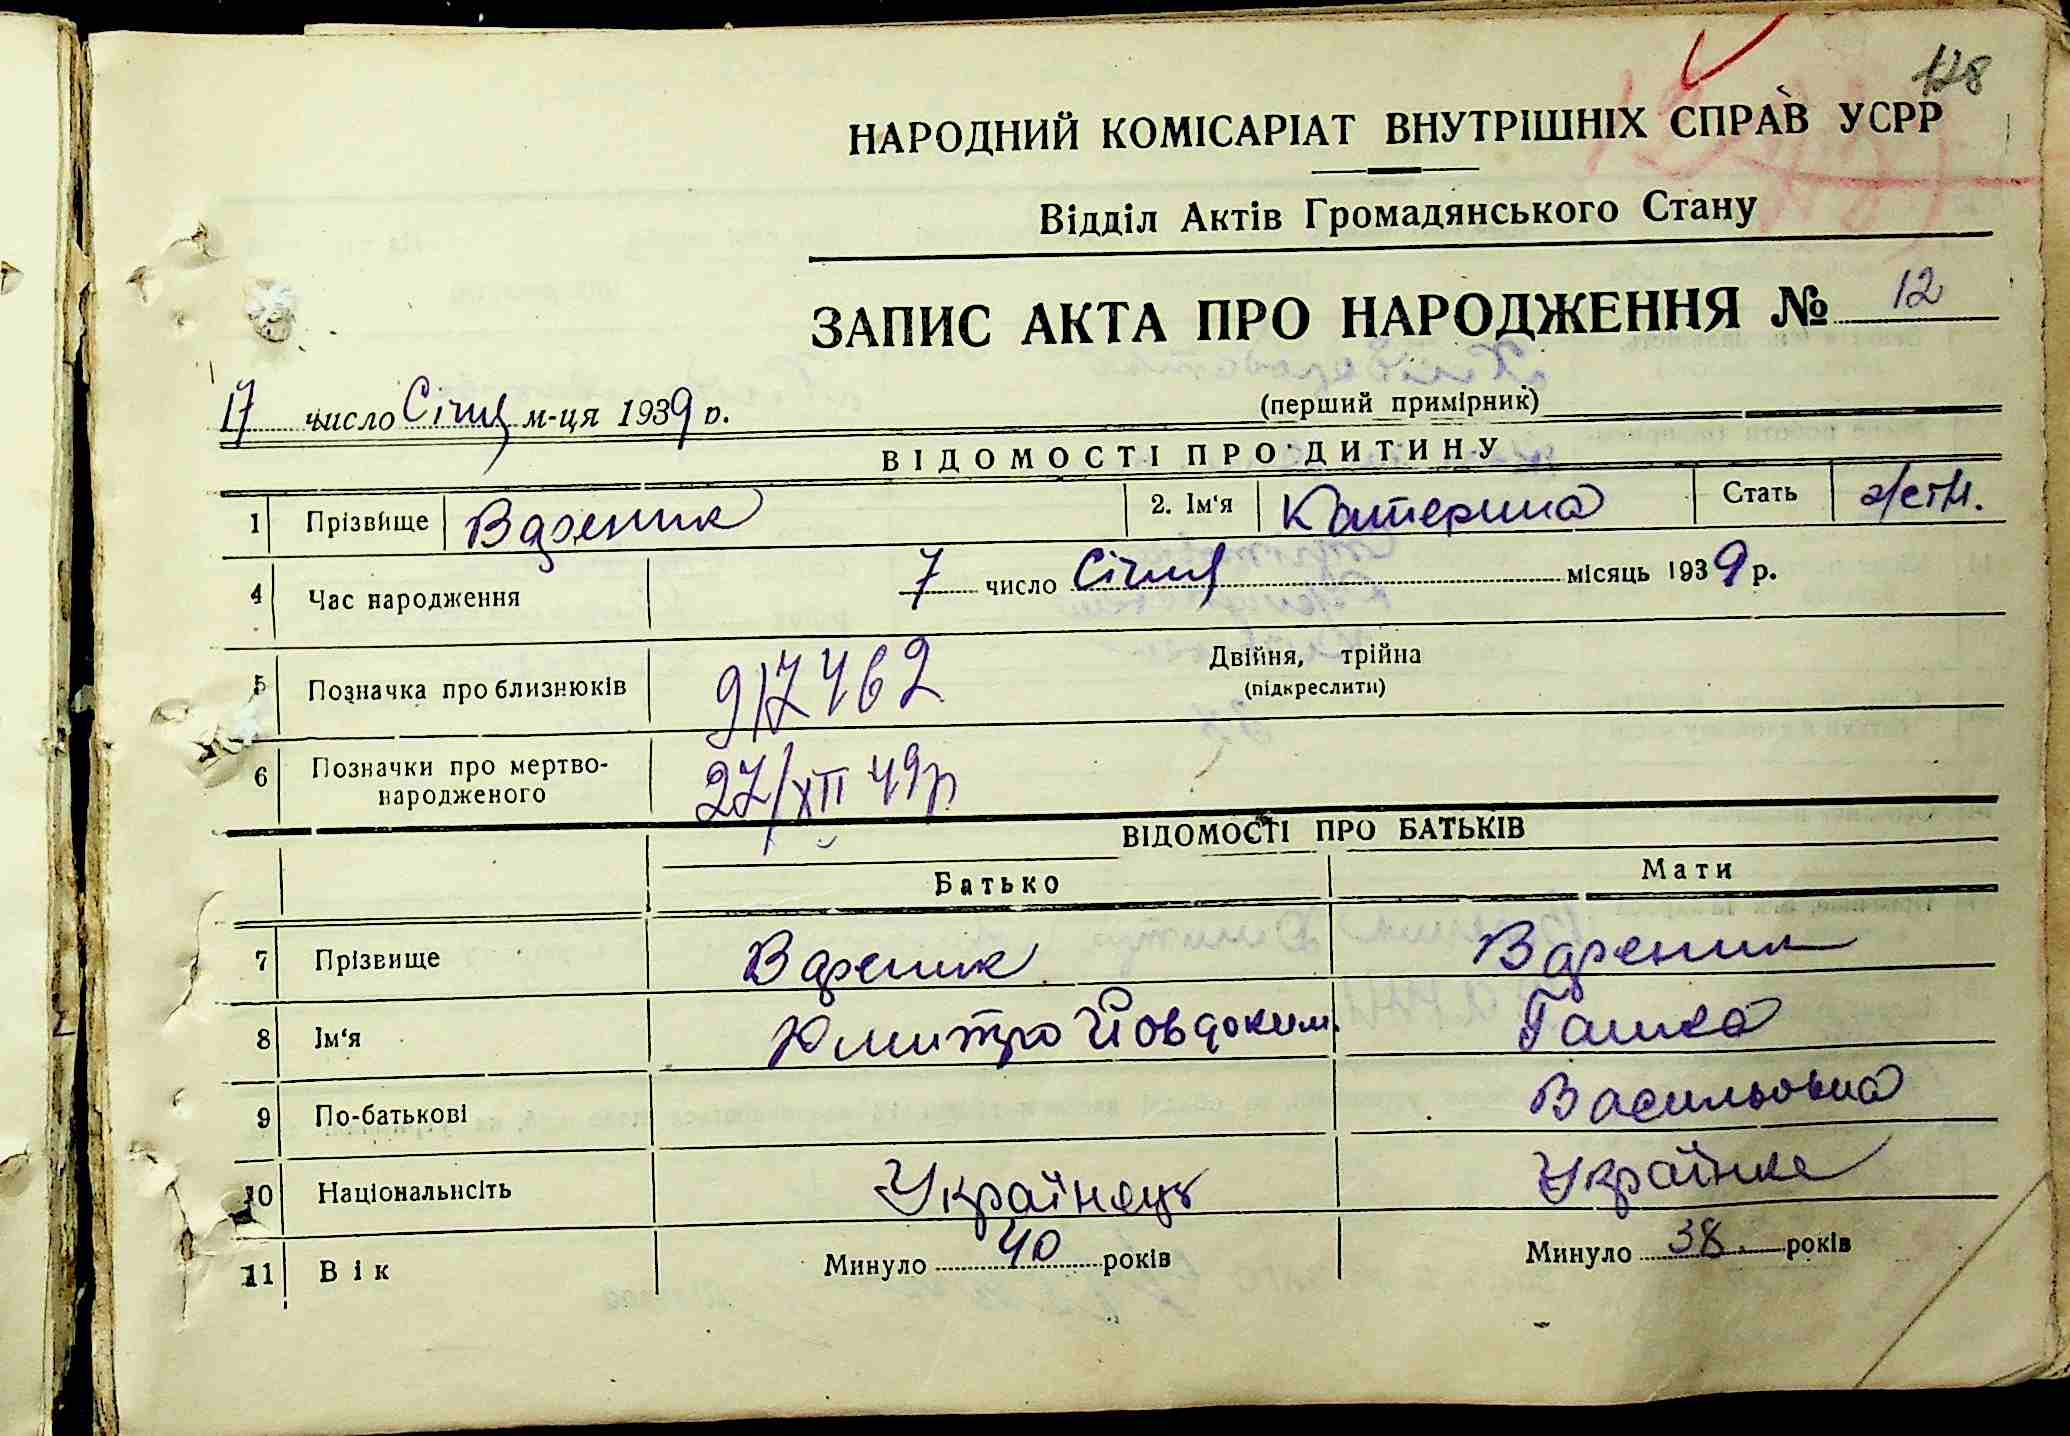 128
НАРОДНИЙ КОМІСАРІАТ ВНУТРІШНІХ СПРАВ УСРР
Відділ Актів Громадянського Стану
ЗАПИС АКТА ПРО НАРОДЖЕННЯ № 12
17 число Січня м-ця 1939 р.
(перший примірник)
ВІДОМОСТІ ПРО ДИТИНУ
1 Прізвище Вареник 2. Ім‘я Катерина Стать
4 Час народження 7 число Січня місяць 1939 р.
5 Позначка про близнюків 917462 Двійня, трійна
(підкреслити)
6 Позначки про мертво-
народженого 27/XII 49р
ВІДОМОСТІ ПРО БАТЬКІВ
Батько Мати
7 Прізвище Вареник Вареник
8 Ім‘я Дмитро Йовдоким. Ганна
9 По-батькові Васильовна
10 Національнсіть Українець Українка
11 Вік Минуло 40 років Минуло 38 років